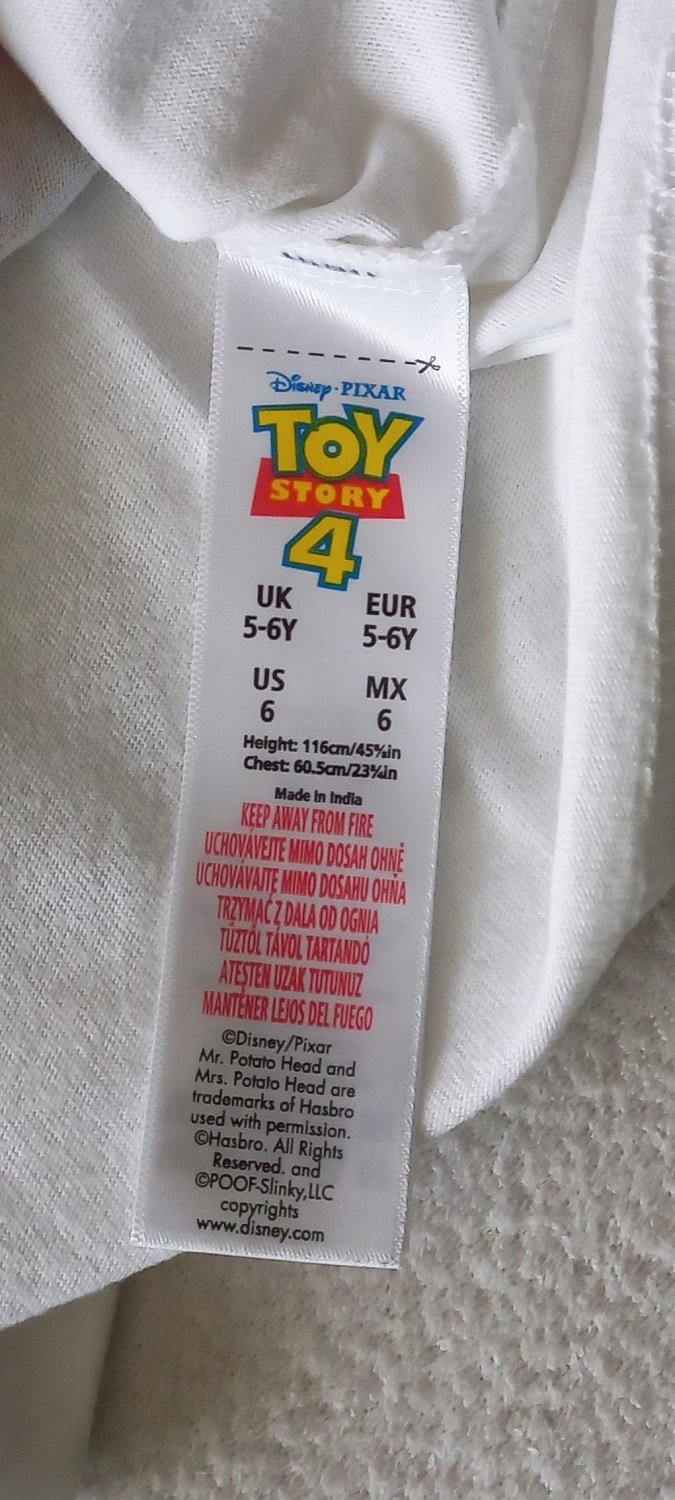 Disney · PIXAR
TOY
STORY
4
UK EUR
5-6Y 5-6Y
US MX
6 6
Height: 116cm/45⅝in
Chest: 60.5cm/23¾in
Made in India
KEEP AWAY FROM FIRE
UCHOVÁVEJTE MIMO DOSAH OHNĚ
UCHOVÁVAJTE MIMO DOSAHU OHŇA
TRZYMAĆ Z DALA OD OGNIA
TŰZTŐL TÁVOL TARTANDÓ
ATEŞTEN UZAK TUTUNUZ
MANTENER LEJOS DEL FUEGO
©Disney/Pixar
Mr. Potato Head and
Mrs. Potato Head are
trademarks of Hasbro
used with permission.
©Hasbro. All Rights
Reserved. and
©POOF-Slinky,LLC
copyrights
www.disney.com